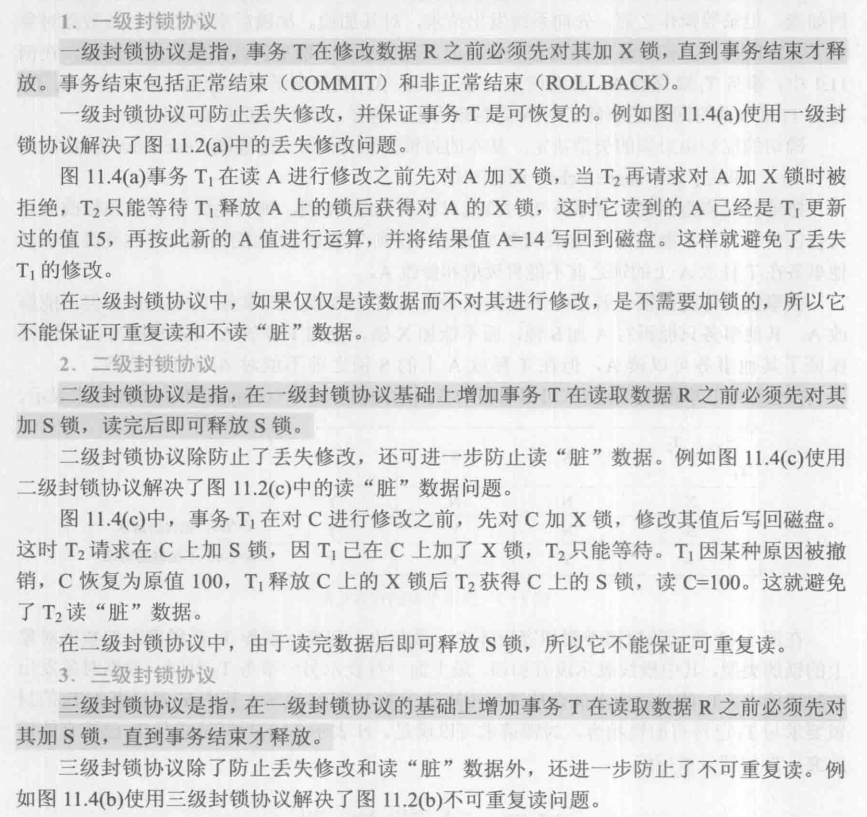 1. 一级封锁协议
一级封锁协议是指，事务 T 在修改数据 R 之前必须先对其加 X 锁，直到事务结束才释
放。事务结束包括正常结束（COMMIT）和非正常结束（ROLLBACK）。
一级封锁协议可防止丢失修改，并保证事务 T 是可恢复的。例如图 11.4(a)使用一级封
锁协议解决了图 11.2(a)中的丢失修改问题。
图 11.4(a)事务 T₁ 在读 A 进行修改之前先对 A 加 X 锁，当 T₂ 再请求对 A 加 X 锁时被
拒绝，T₂ 只能等待 T₁ 释放 A 上的锁后获得对 A 的 X 锁，这时它读到的 A 已经是 T₁ 更新
过的值 15，再按此新的 A 值进行运算，并将结果值 A=14 写回到磁盘。这样就避免了丢失
T₁ 的修改。
在一级封锁协议中，如果仅仅是读数据而不对其进行修改，是不需要加锁的，所以它
不能保证可重复读和不读“脏”数据。
2. 二级封锁协议
二级封锁协议是指，在一级封锁协议基础上增加事务 T 在读取数据 R 之前必须先对其
加 S 锁，读完后即可释放 S 锁。
二级封锁协议除防止了丢失修改，还可进一步防止读“脏”数据。例如图 11.4(c)使用
二级封锁协议解决了图 11.2(c)中的读“脏”数据问题。
图 11.4(c)中，事务 T₁ 在对 C 进行修改之前，先对 C 加 X 锁，修改其值后写回磁盘。
这时 T₂ 请求在 C 上加 S 锁，因 T₁ 已在 C 上加了 X 锁，T₂ 只能等待。T₁ 因某种原因被撤
销，C 恢复为原值 100，T₁ 释放 C 上的 X 锁后 T₂ 获得 C 上的 S 锁，读 C=100。这就避免
了 T₂ 读“脏”数据。
在二级封锁协议中，由于读完数据后即可释放 S 锁，所以它不能保证可重复读。
3. 三级封锁协议
三级封锁协议是指，在一级封锁协议的基础上增加事务 T 在读取数据 R 之前必须先对
其加 S 锁，直到事务结束才释放。
三级封锁协议除了防止丢失修改和读“脏”数据外，还进一步防止了不可重复读。例
如图 11.4(b)使用三级封锁协议解决了图 11.2(b)不可重复读问题。